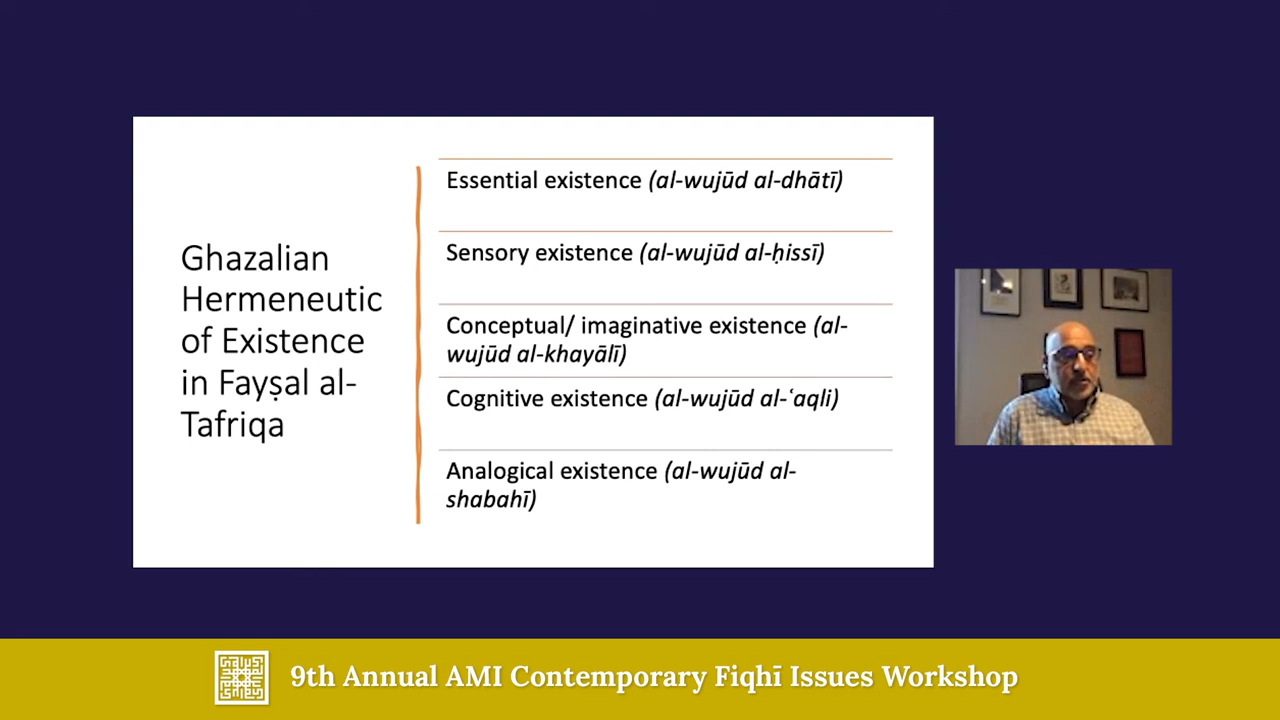 Ghazalian
Hermeneutic
of Existence
in Fayṣal al-
Tafriqa
Essential existence (al-wujūd al-dhātī)
Sensory existence (al-wujūd al-ḥissī)
Conceptual/ imaginative existence (al-
wujūd al-khayālī)
Cognitive existence (al-wujūd al-ʿaqli)
Analogical existence (al-wujūd al-
shabahī)
9th Annual AMI Contemporary Fiqhī Issues Workshop